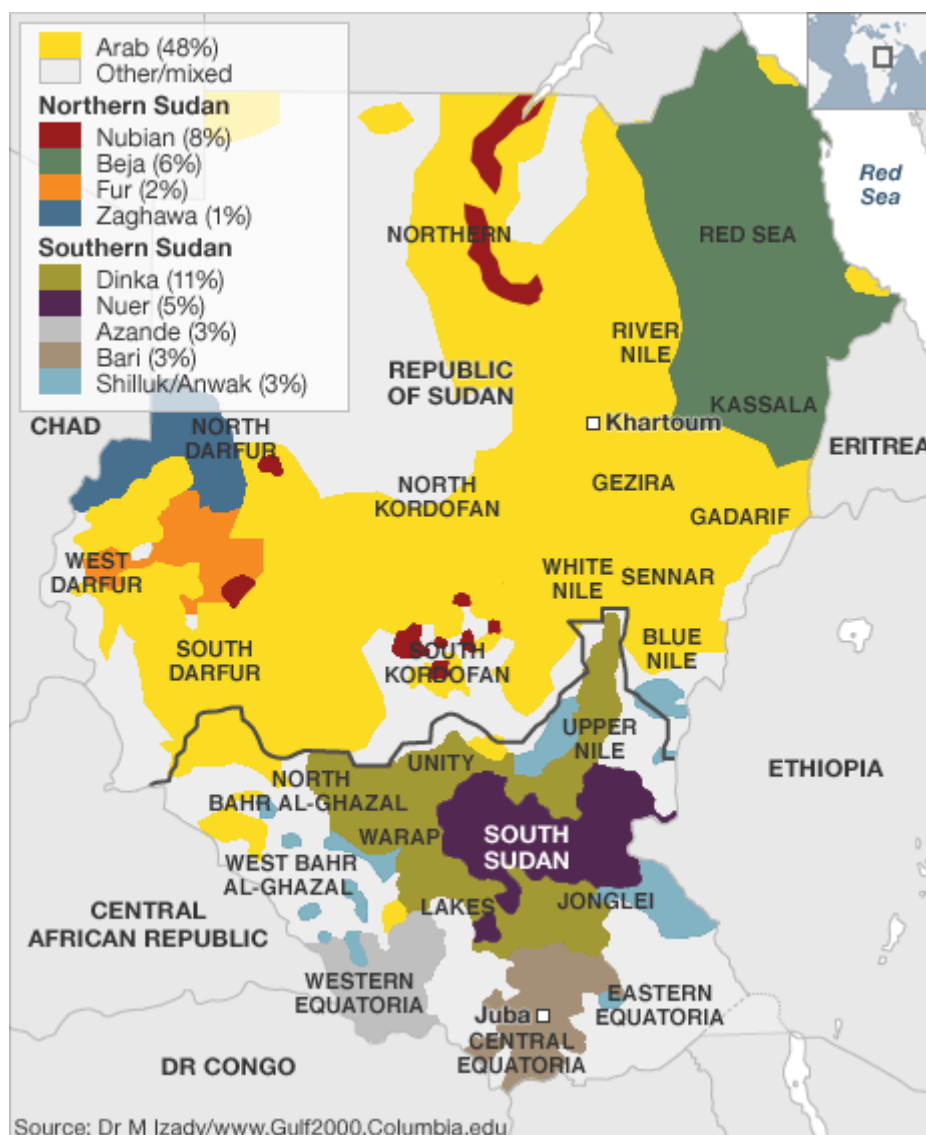 Arab (48%)
Other/mixed
Northern Sudan
Nubian (8%)
Beja (6%)
Fur (2%)
Zaghawa (1%)
Southern Sudan
Dinka (11%)
Nuer (5%)
Azande (3%)
Bari (3%)
Shilluk/Anwak (3%)
Red
Sea
NORTHERN
RED SEA
RIVER
NILE
REPUBLIC
OF SUDAN
KASSALA
CHAD
NORTH
DARFUR
Khartoum
ERITREA
NORTH
KORDOFAN
GEZIRA
GADARIF
WEST
DARFUR
WHITE
NILE
SENNAR
SOUTH
DARFUR
SOUTH
KORDOFAN
BLUE
NILE
UPPER
NILE
UNITY
ETHIOPIA
NORTH
BAHR AL-GHAZAL
WARAP
SOUTH
SUDAN
WEST BAHR
AL-GHAZAL
LAKES
JONGLEI
CENTRAL
AFRICAN REPUBLIC
WESTERN
EQUATORIA
EASTERN
EQUATORIA
Juba
CENTRAL
EQUATORIA
DR CONGO
Source: Dr M Izady/www.Gulf2000.Columbia.edu